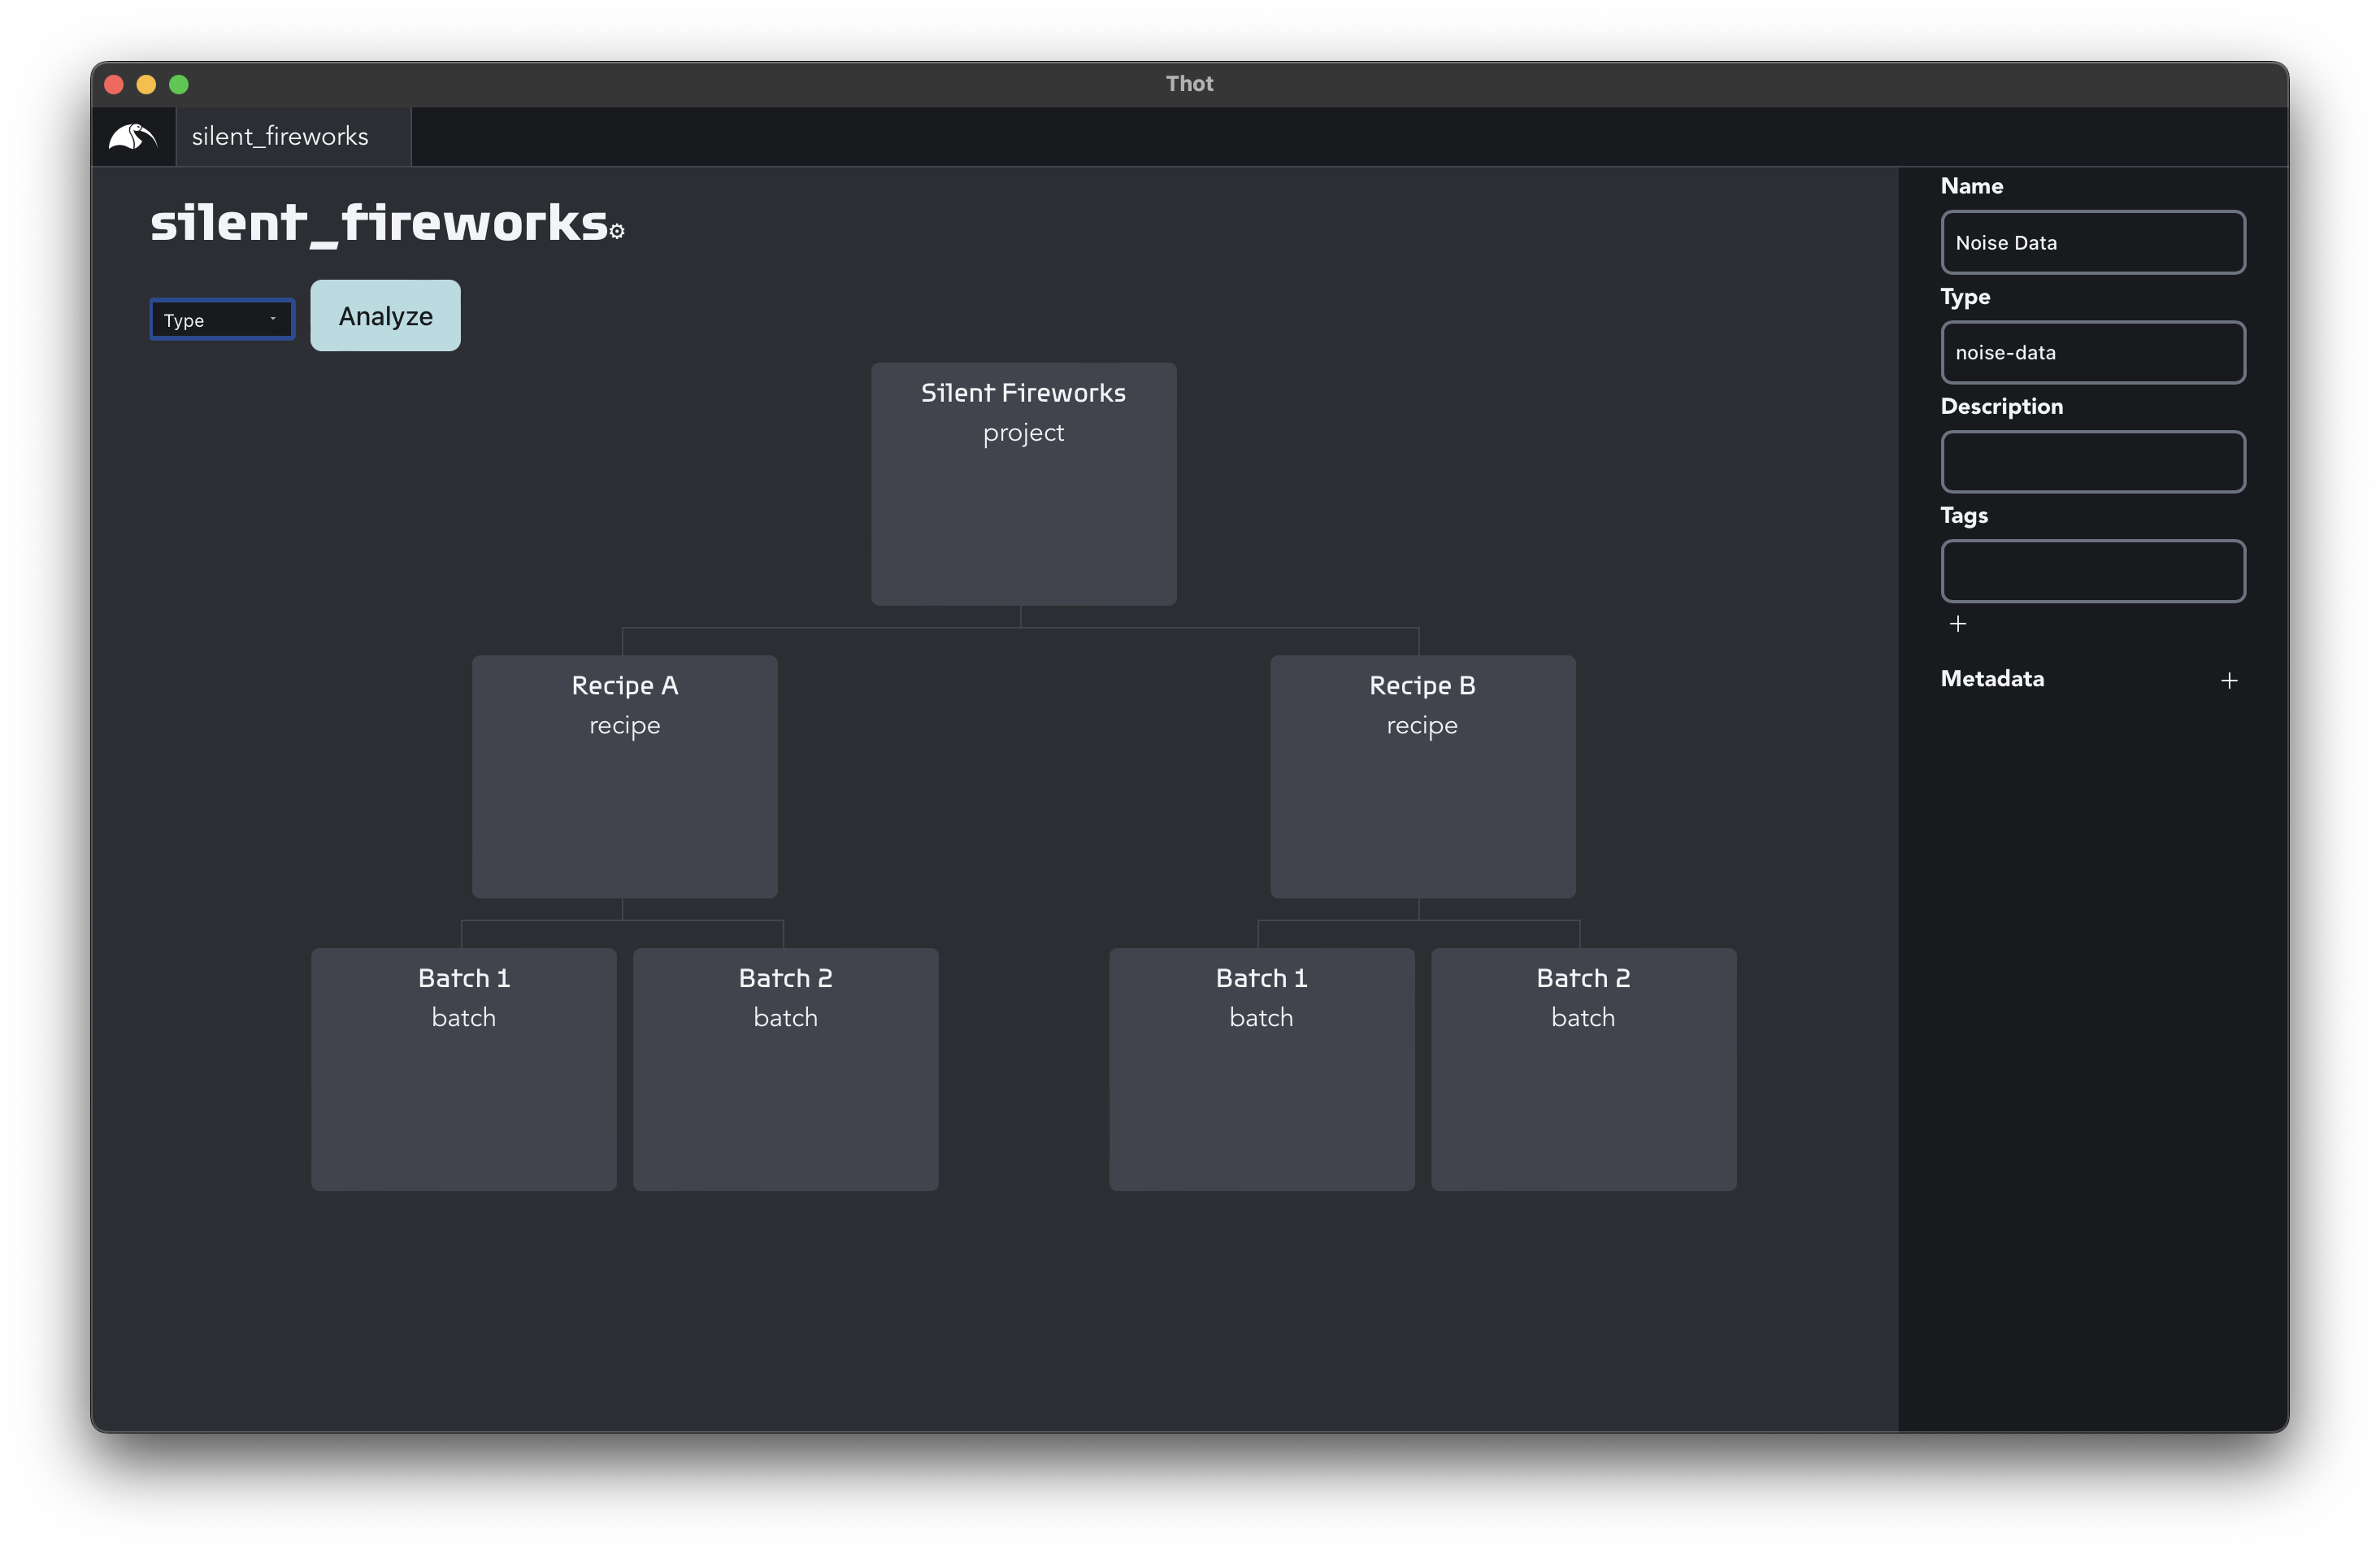 Thot
silent_fireworks
silent_fireworks
Type
Analyze
Silent Fireworks
project
Recipe A
recipe
Recipe B
recipe
Batch 1
batch
Batch 2
batch
Batch 1
batch
Batch 2
batch
Name
Noise Data
Type
noise-data
Description
Tags
+
Metadata +